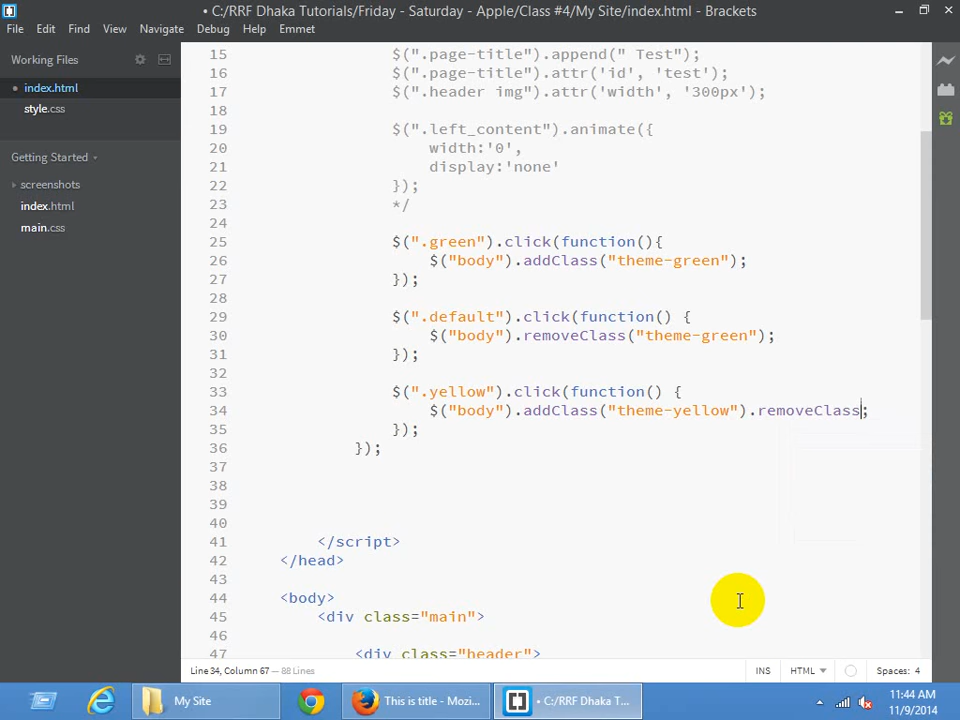 • C:/RRF Dhaka Tutorials/Friday - Saturday - Apple/Class #4/My Site/index.html - Brackets
File Edit Find View Navigate Debug Help Emmet
Working Files
• index.html
style.css
Getting Started
screenshots
index.html
main.css
15 $(".page-title").append(" Test");
16 $(".page-title").attr('id', 'test');
17 $(".header img").attr('width', '300px');
18
19 $(".left_content").animate({
20 width:'0',
21 display:'none'
22 });
23 */
24
25 $(".green").click(function(){
26 $("body").addClass("theme-green");
27 });
28
29 $(".default").click(function() {
30 $("body").removeClass("theme-green");
31 });
32
33 $(".yellow").click(function() {
34 $("body").addClass("theme-yellow").removeClass;
35 });
36 });
37
38
39
40
41 </script>
42 </head>
43
44 <body>
45 <div class="main">
46
47 <div class="header">
Line 34, Column 67 — 88 Lines
INS HTML Spaces: 4
My Site
This is title - Mozi...
• C:/RRF Dhaka T...
11:44 AM
11/9/2014